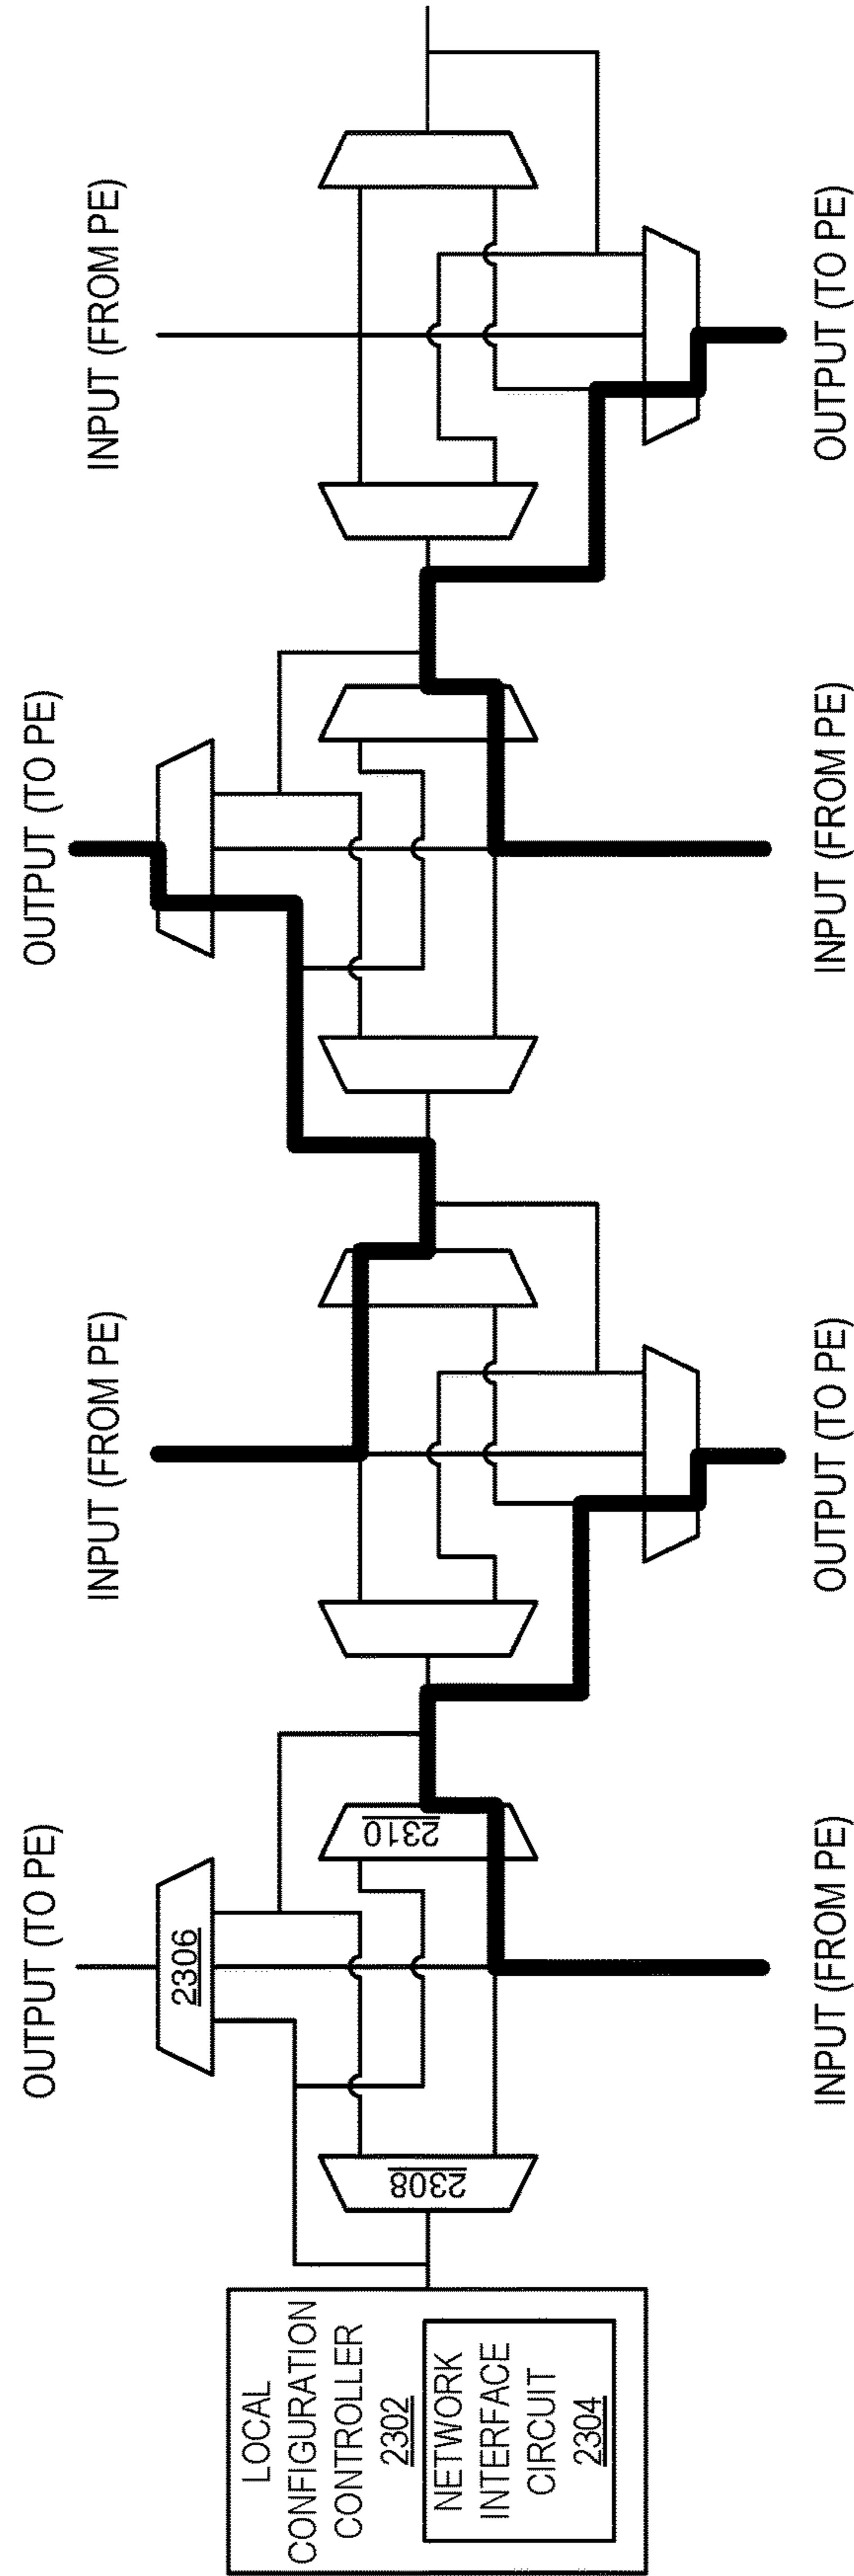 OUTPUT (TO PE)
INPUT (FROM PE)
OUTPUT (TO PE)
INPUT (FROM PE)
2306
LOCAL
CONFIGURATION
CONTROLLER
2302
NETWORK
INTERFACE
CIRCUIT
2304
2308
2310
INPUT (FROM PE)
OUTPUT (TO PE)
INPUT (FROM PE)
OUTPUT (TO PE)